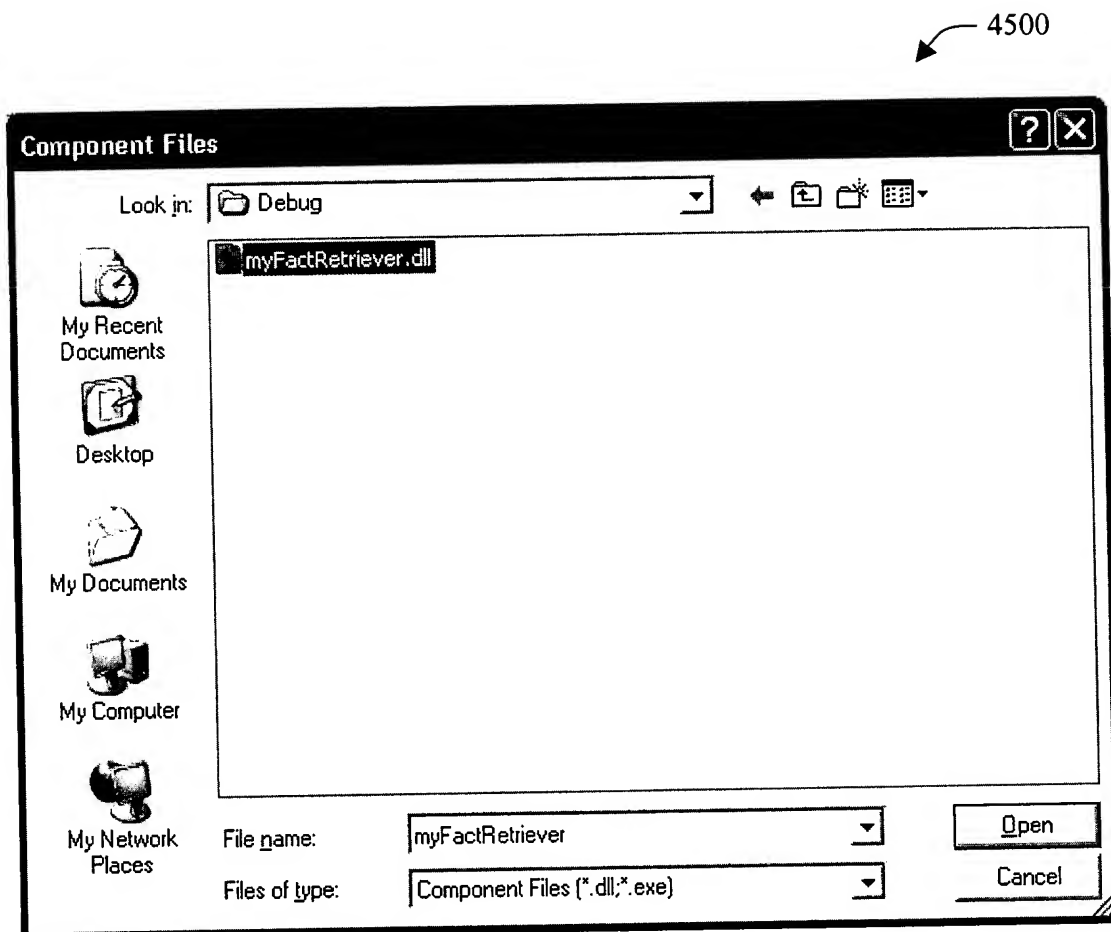 4500
Component Files
Look in: Debug
myFactRetriever.dll
My Recent
Documents
Desktop
My Documents
My Computer
My Network
Places
File name: myFactRetriever
Open
Files of type: Component Files (*.dll;*.exe)
Cancel